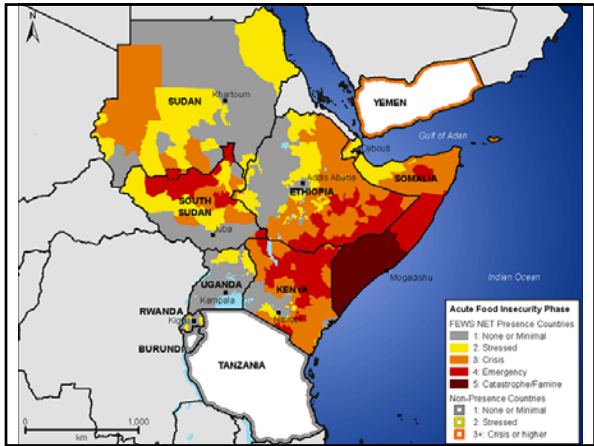 N
SUDAN
Khartoum
YEMEN
Gulf of Aden
Djibouti
Addis Ababa
SOMALIA
ETHIOPIA
SOUTH
SUDAN
Juba
Mogadishu
Indian Ocean
UGANDA
KENYA
Kampala
Nairobi
RWANDA
Kigali
BURUNDI
TANZANIA
0
1,000
km
Acute Food Insecurity Phase
FEWS NET Presence Countries
1: None or Minimal
2: Stressed
3: Crisis
4: Emergency
5: Catastrophe/Famine
Non-Presence Countries
1: None or Minimal
2: Stressed
3+: Crisis or higher